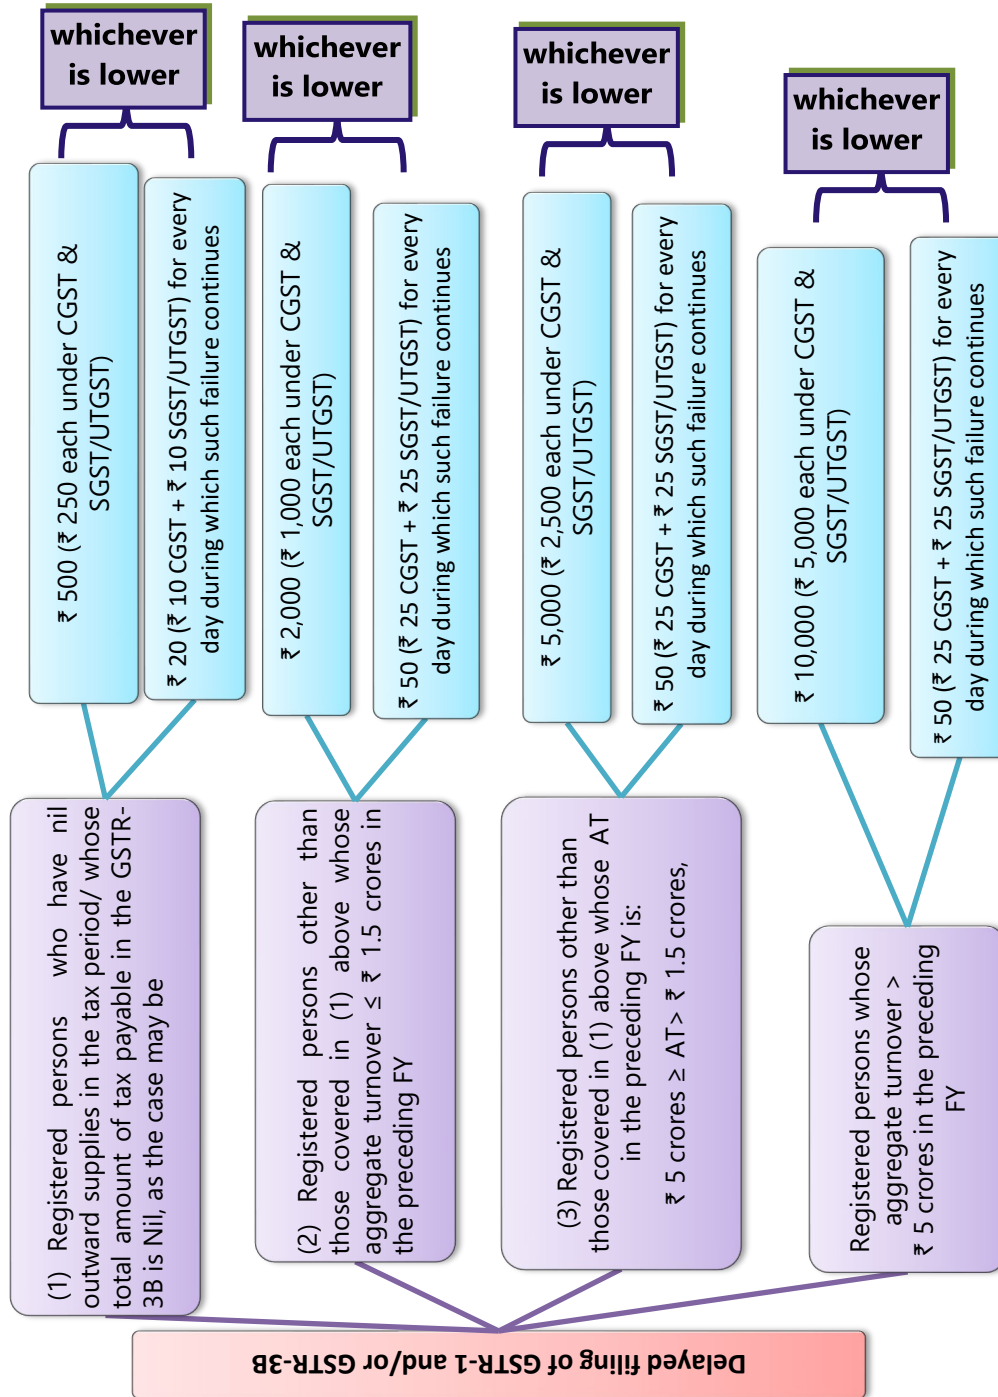 Delayed filing of GSTR-1 and/or GSTR-3B
(1) Registered persons who have nil
outward supplies in the tax period/ whose
total amount of tax payable in the GSTR-
3B is Nil, as the case may be
₹ 500 (₹ 250 each under CGST &
SGST/UTGST)
₹ 20 (₹ 10 CGST + ₹ 10 SGST/UTGST) for every
day during which such failure continues
whichever
is lower
(2) Registered persons other than
those covered in (1) above whose
aggregate turnover ≤ ₹ 1.5 crores in
the preceding FY
₹ 2,000 (₹ 1,000 each under CGST &
SGST/UTGST)
₹ 50 (₹ 25 CGST + ₹ 25 SGST/UTGST) for every
day during which such failure continues
whichever
is lower
(3) Registered persons other than
those covered in (1) above whose AT
in the preceding FY is:
₹ 5 crores ≥ AT> ₹ 1.5 crores,
₹ 5,000 (₹ 2,500 each under CGST &
SGST/UTGST)
₹ 50 (₹ 25 CGST + ₹ 25 SGST/UTGST) for every
day during which such failure continues
whichever
is lower
Registered persons whose
aggregate turnover >
₹ 5 crores in the preceding
FY
₹ 10,000 (₹ 5,000 each under CGST &
SGST/UTGST)
₹ 50 (₹ 25 CGST + ₹ 25 SGST/UTGST) for every
day during which such failure continues
whichever
is lower